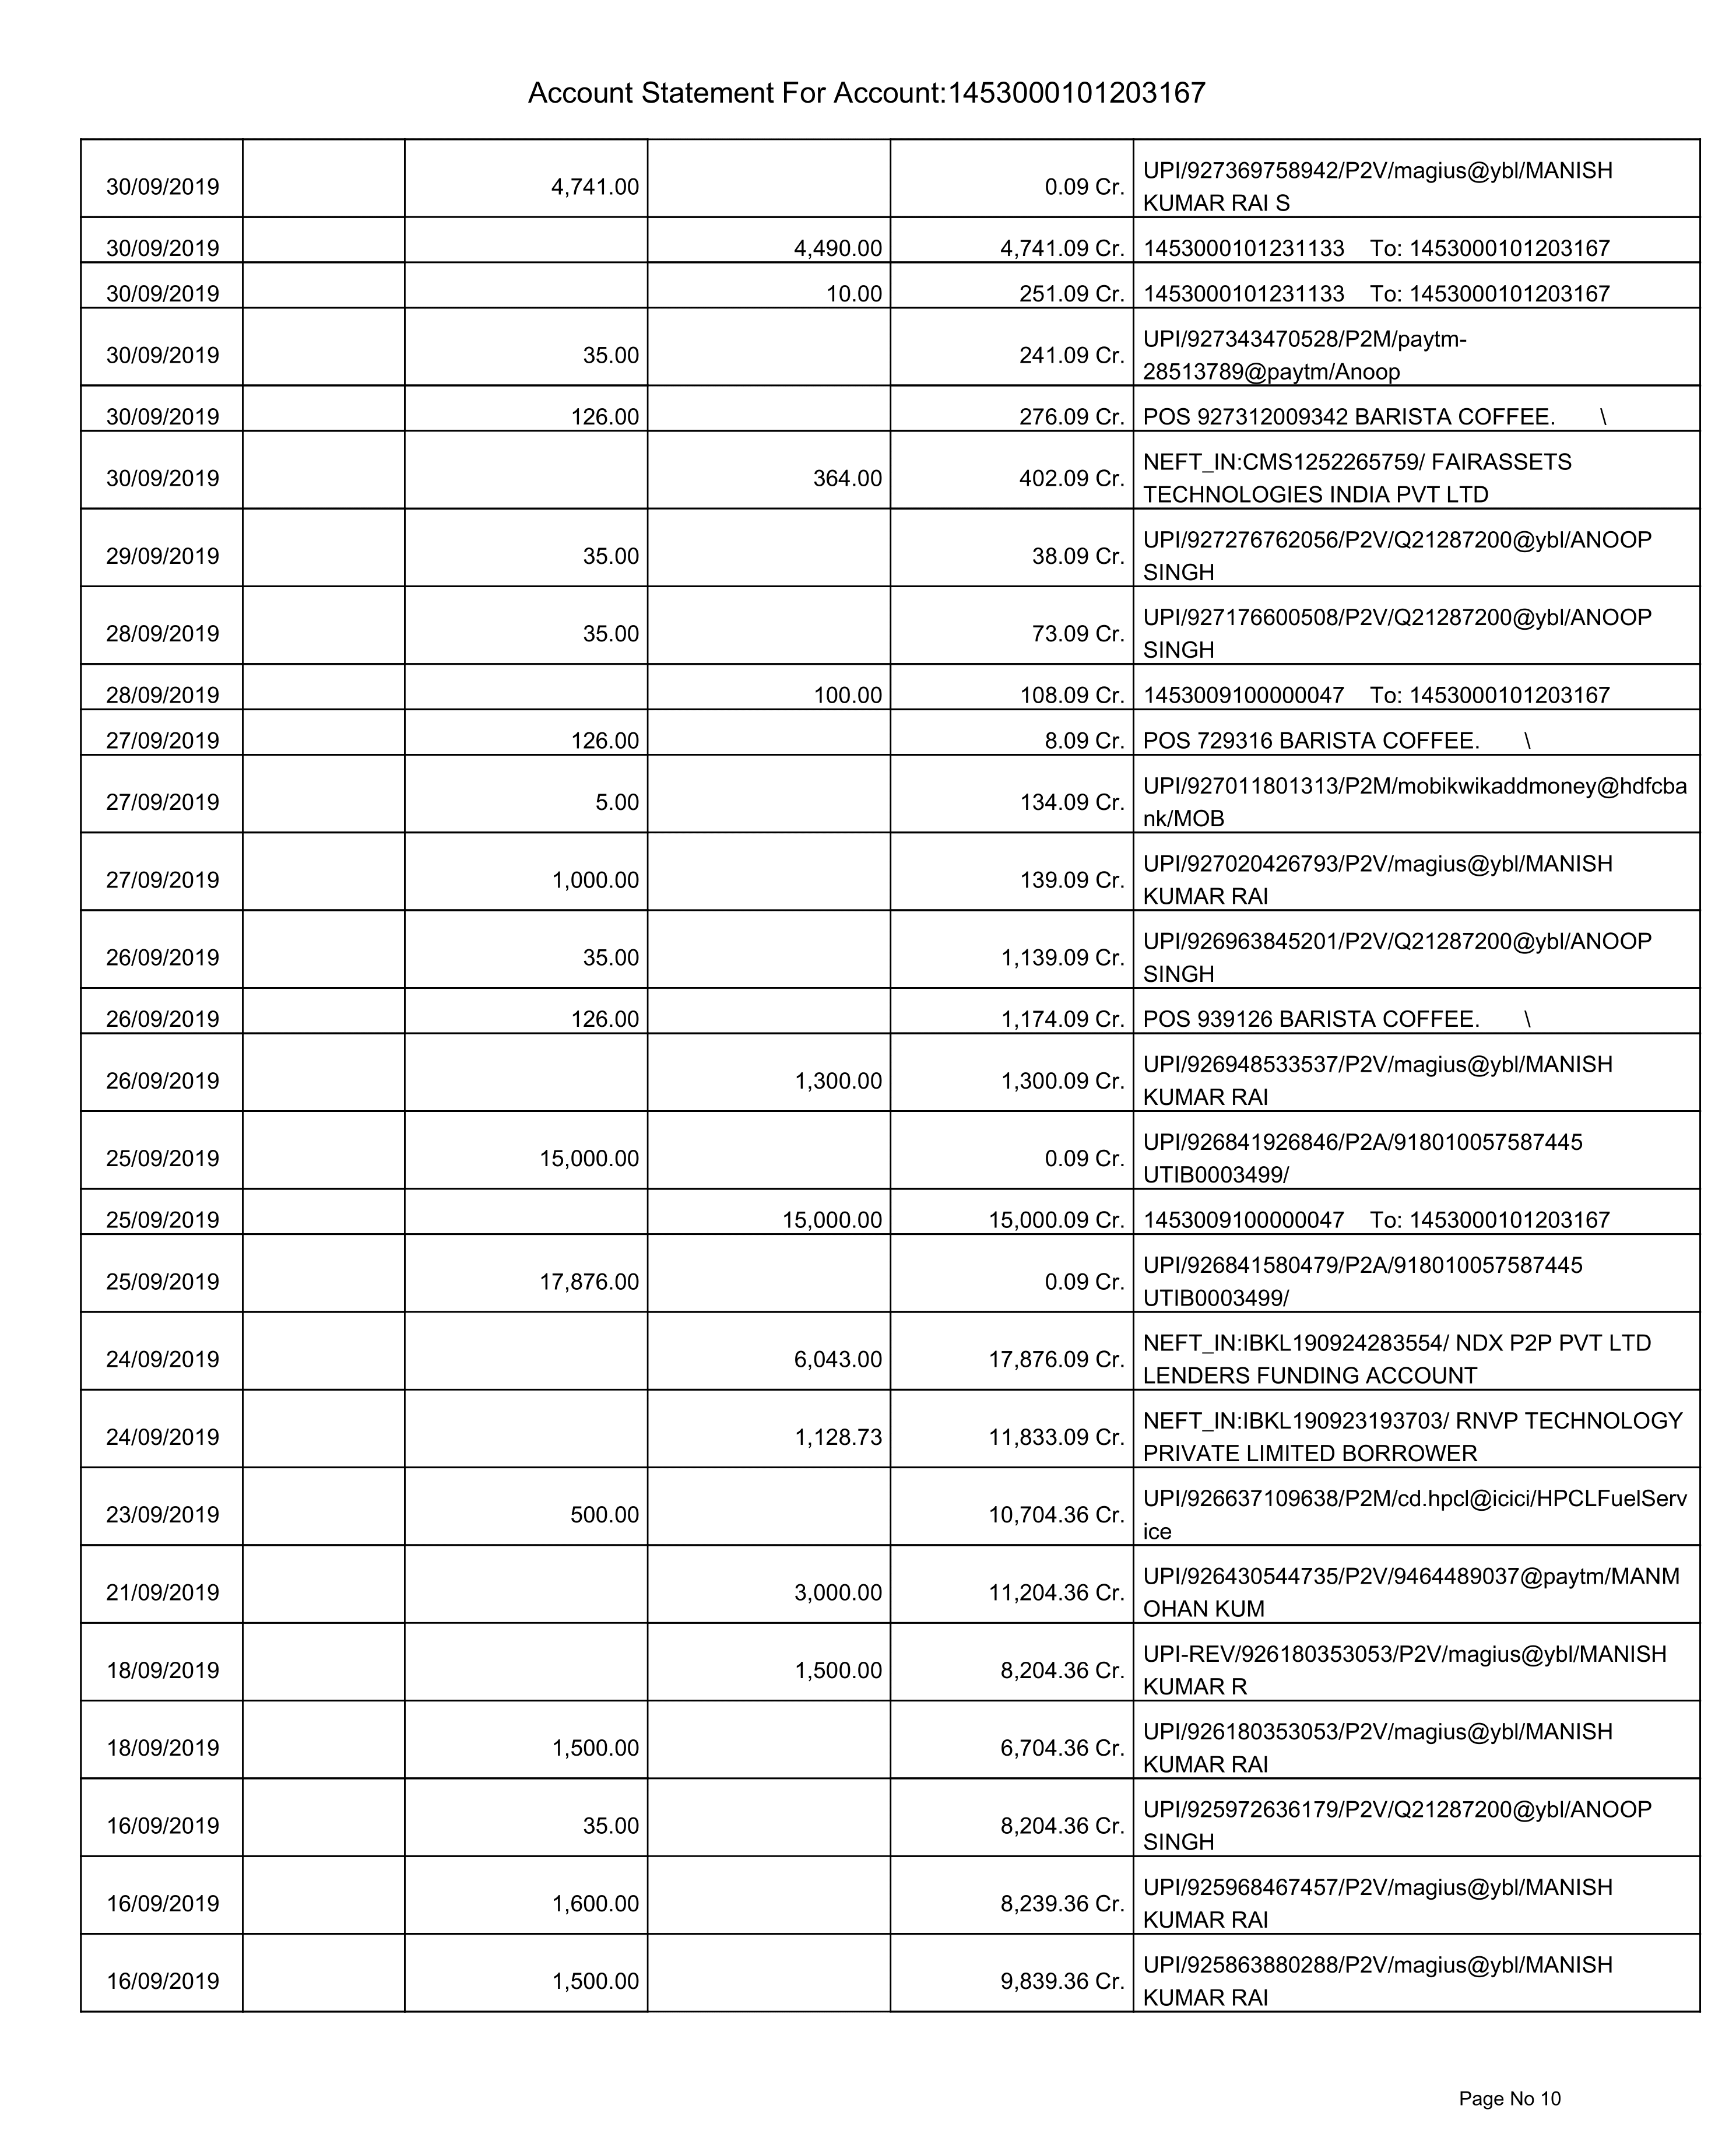 Account Statement For Account:1453000101203167
30/09/2019 4,741.00 0.09 Cr. UPI/927369758942/P2V/magius@ybl/MANISH
KUMAR RAI S
30/09/2019 4,490.00 4,741.09 Cr. 1453000101231133 To: 1453000101203167
30/09/2019 10.00 251.09 Cr. 1453000101231133 To: 1453000101203167
30/09/2019 35.00 241.09 Cr. UPI/927343470528/P2M/paytm-
28513789@paytm/Anoop
30/09/2019 126.00 276.09 Cr. POS 927312009342 BARISTA COFFEE. \
30/09/2019 364.00 402.09 Cr. NEFT_IN:CMS1252265759/ FAIRASSETS
TECHNOLOGIES INDIA PVT LTD
29/09/2019 35.00 38.09 Cr. UPI/927276762056/P2V/Q21287200@ybl/ANOOP
SINGH
28/09/2019 35.00 73.09 Cr. UPI/927176600508/P2V/Q21287200@ybl/ANOOP
SINGH
28/09/2019 100.00 108.09 Cr. 1453009100000047 To: 1453000101203167
27/09/2019 126.00 8.09 Cr. POS 729316 BARISTA COFFEE. \
27/09/2019 5.00 134.09 Cr. UPI/927011801313/P2M/mobikwikaddmoney@hdfcba
nk/MOB
27/09/2019 1,000.00 139.09 Cr. UPI/927020426793/P2V/magius@ybl/MANISH
KUMAR RAI
26/09/2019 35.00 1,139.09 Cr. UPI/926963845201/P2V/Q21287200@ybl/ANOOP
SINGH
26/09/2019 126.00 1,174.09 Cr. POS 939126 BARISTA COFFEE. \
26/09/2019 1,300.00 1,300.09 Cr. UPI/926948533537/P2V/magius@ybl/MANISH
KUMAR RAI
25/09/2019 15,000.00 0.09 Cr. UPI/926841926846/P2A/918010057587445
UTIB0003499/
25/09/2019 15,000.00 15,000.09 Cr. 1453009100000047 To: 1453000101203167
25/09/2019 17,876.00 0.09 Cr. UPI/926841580479/P2A/918010057587445
UTIB0003499/
24/09/2019 6,043.00 17,876.09 Cr. NEFT_IN:IBKL190924283554/ NDX P2P PVT LTD
LENDERS FUNDING ACCOUNT
24/09/2019 1,128.73 11,833.09 Cr. NEFT_IN:IBKL190923193703/ RNVP TECHNOLOGY
PRIVATE LIMITED BORROWER
23/09/2019 500.00 10,704.36 Cr. UPI/926637109638/P2M/cd.hpcl@icici/HPCLFuelServ
ice
21/09/2019 3,000.00 11,204.36 Cr. UPI/926430544735/P2V/9464489037@paytm/MANM
OHAN KUM
18/09/2019 1,500.00 8,204.36 Cr. UPI-REV/926180353053/P2V/magius@ybl/MANISH
KUMAR R
18/09/2019 1,500.00 6,704.36 Cr. UPI/926180353053/P2V/magius@ybl/MANISH
KUMAR RAI
16/09/2019 35.00 8,204.36 Cr. UPI/925972636179/P2V/Q21287200@ybl/ANOOP
SINGH
16/09/2019 1,600.00 8,239.36 Cr. UPI/925968467457/P2V/magius@ybl/MANISH
KUMAR RAI
16/09/2019 1,500.00 9,839.36 Cr. UPI/925863880288/P2V/magius@ybl/MANISH
KUMAR RAI
Page No 10